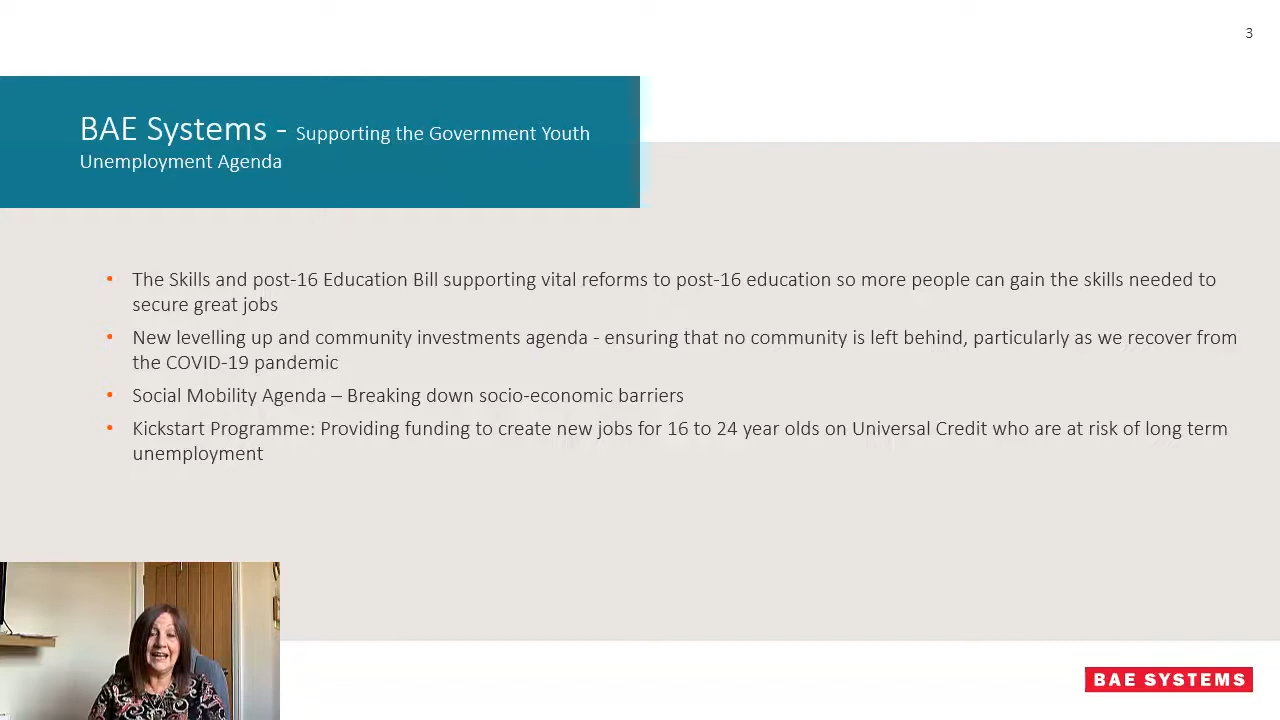 3
BAE Systems - Supporting the Government Youth
Unemployment Agenda
• The Skills and post-16 Education Bill supporting vital reforms to post-16 education so more people can gain the skills needed to
secure great jobs
• New levelling up and community investments agenda - ensuring that no community is left behind, particularly as we recover from
the COVID-19 pandemic
• Social Mobility Agenda – Breaking down socio-economic barriers
• Kickstart Programme: Providing funding to create new jobs for 16 to 24 year olds on Universal Credit who are at risk of long term
unemployment
BAE SYSTEMS